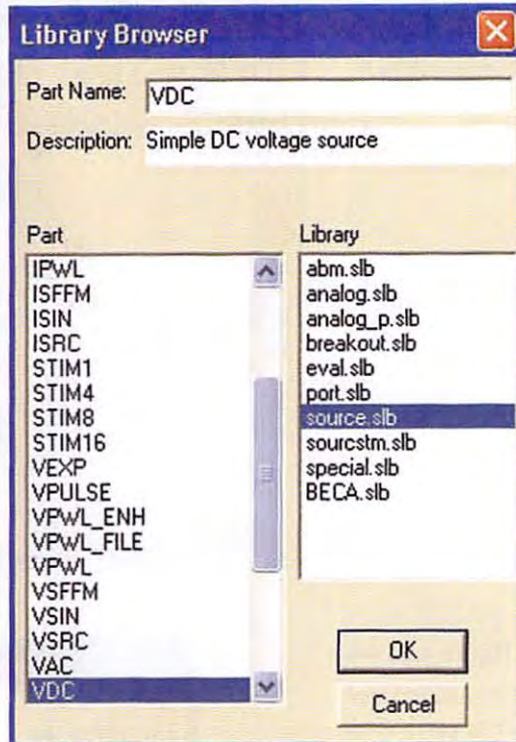 Library Browser
Part Name: VDC
Description: Simple DC voltage source
Part
IPWL
ISFFM
ISIN
ISRC
STIM1
STIM4
STIM8
STIM16
VEXP
VPULSE
VPWL_ENH
VPWL_FILE
VPWL
VSFFM
VSIN
VSRC
VAC
VDC
Library
abm.slb
analog.slb
analog_p.slb
breakout.slb
eval.slb
port.slb
source.slb
sourcstm.slb
special.slb
BECA.slb
OK
Cancel